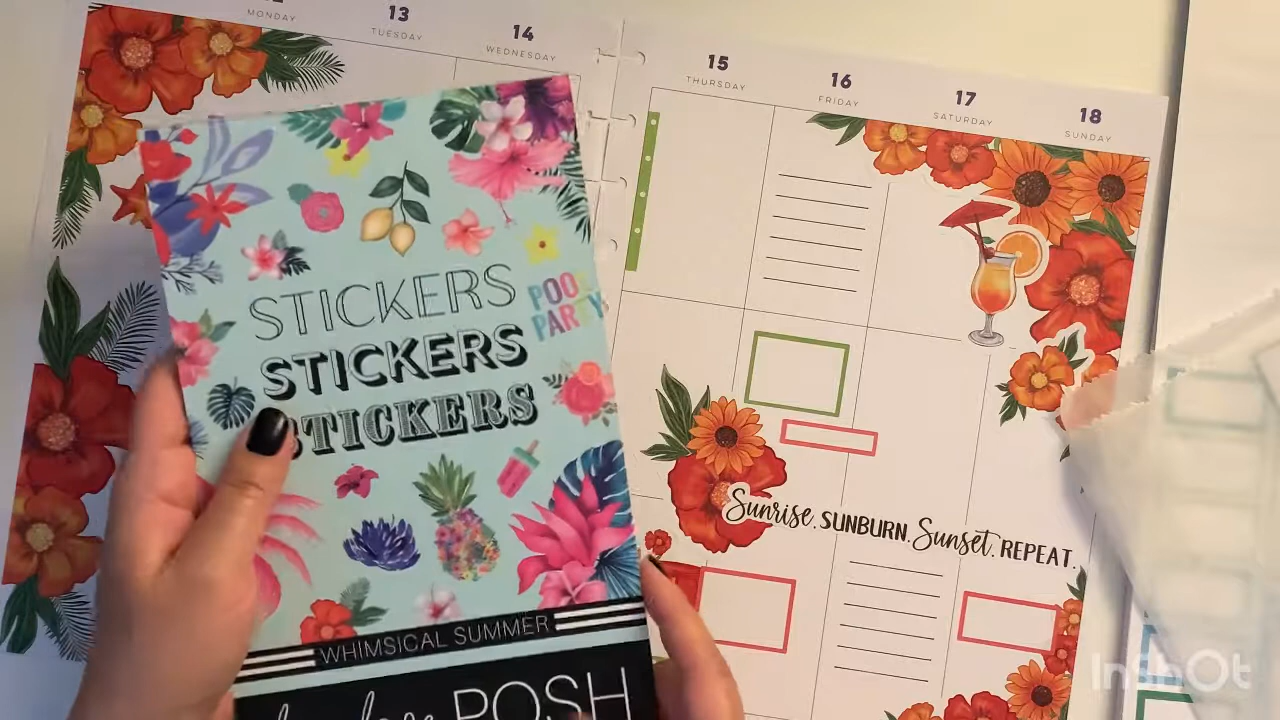 MONDAY
13
TUESDAY
14
WEDNESDAY
15
THURSDAY
16
FRIDAY
17
SATURDAY
18
SUNDAY
STICKERS
STICKERS
STICKERS
POO
PARTY
WHIMSICAL SUMMER
POSH
Sunrise. SUNBURN. Sunset. REPEAT.
InShOt